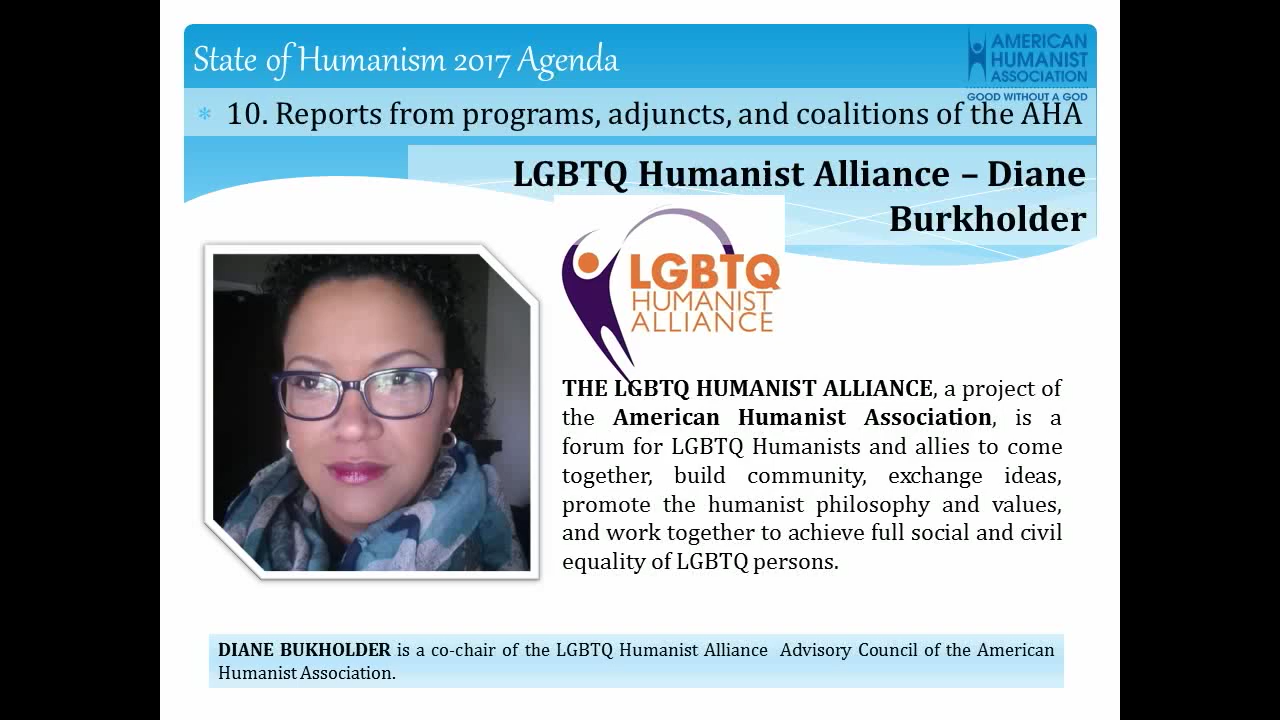 State of Humanism 2017 Agenda
AMERICAN
HUMANIST
ASSOCIATION
GOOD WITHOUT A GOD
* 10. Reports from programs, adjuncts, and coalitions of the AHA
LGBTQ Humanist Alliance – Diane
Burkholder
LGBTQ
HUMANIST
ALLIANCE
THE LGBTQ HUMANIST ALLIANCE, a project of
the American Humanist Association, is a
forum for LGBTQ Humanists and allies to come
together, build community, exchange ideas,
promote the humanist philosophy and values,
and work together to achieve full social and civil
equality of LGBTQ persons.
DIANE BUKHOLDER is a co-chair of the LGBTQ Humanist Alliance Advisory Council of the American
Humanist Association.